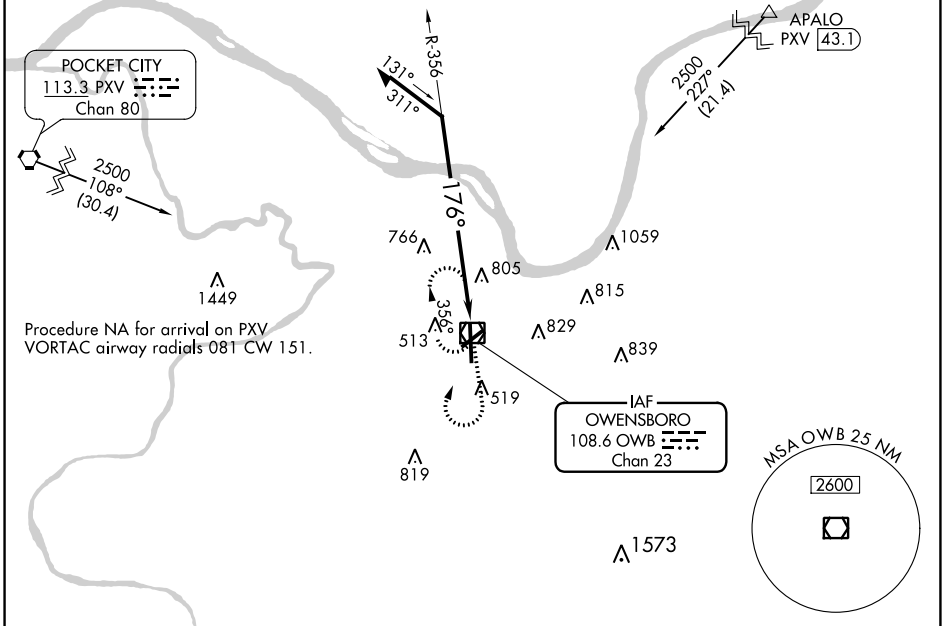 POCKET CITY
113.3 PXV
Chan 80
2500
108°
(30.4)
R-356
131°
311°
APALO
PXV 43.1
2500
227°
(21.4)
176°
766
805
1059
815
1449
356°
513
829
839
Procedure NA for arrival on PXV
VORTAC airway radials 081 CW 151.
519
IAF
OWENSBORO
108.6 OWB
Chan 23
819
1573
MSA OWB 25 NM
2600